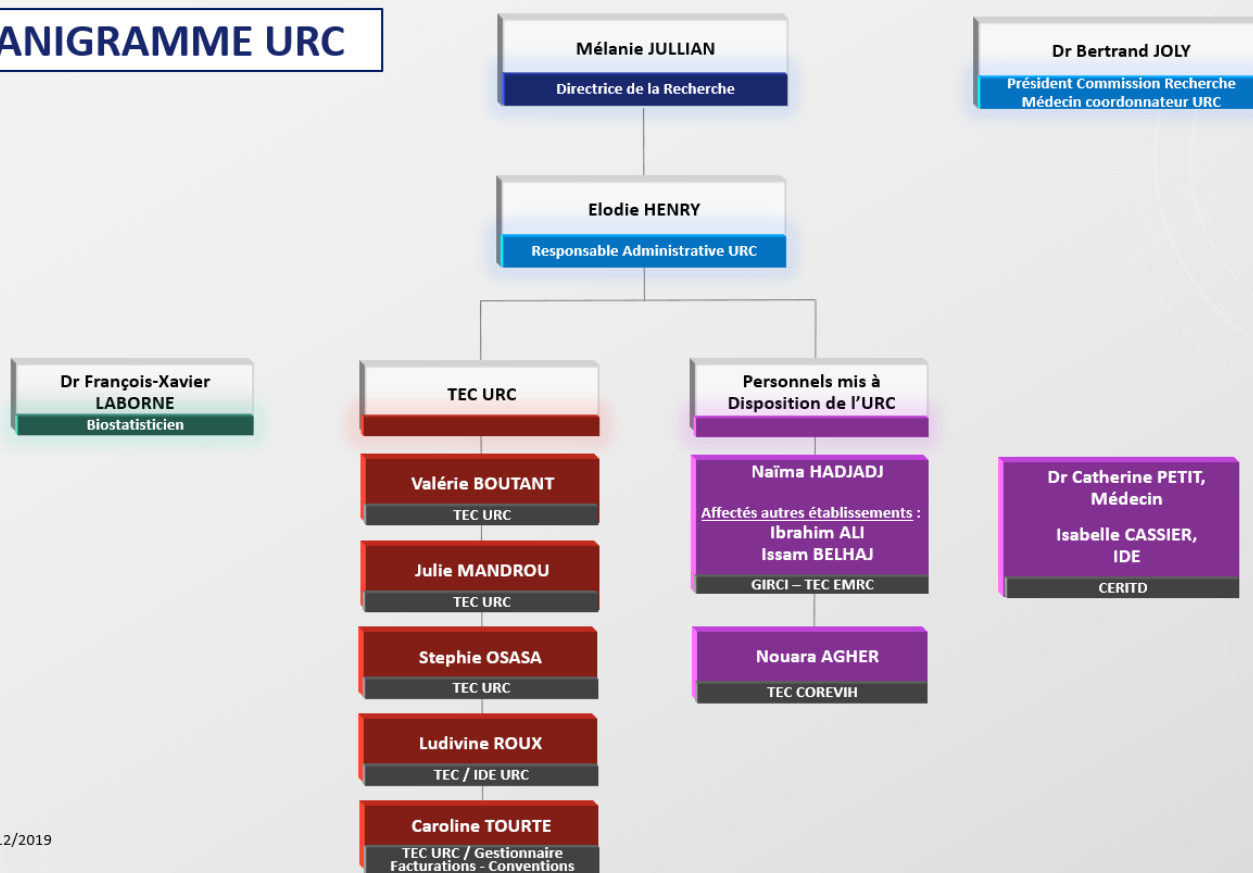 ANIGRAMME URC
Mélanie JULLIAN
Directrice de la Recherche
Dr Bertrand JOLY
Président Commission Recherche
Médecin coordonnateur URC
Elodie HENRY
Responsable Administrative URC
Dr François-Xavier
LABORNE
Biostatisticien
TEC URC
Valérie BOUTANT
TEC URC
Julie MANDROU
TEC URC
Stephie OSASA
TEC URC
Ludivine ROUX
TEC / IDE URC
Caroline TOURTE
TEC URC / Gestionnaire
Facturations - Conventions
Personnels mis à
Disposition de l’URC
Naïma HADJADJ
Affectés autres établissements :
Ibrahim ALI
Issam BELHAJ
GIRCI – TEC EMRC
Nouara AGHER
TEC COREVIH
Dr Catherine PETIT,
Médecin
Isabelle CASSIER,
IDE
CERITD
12/2019